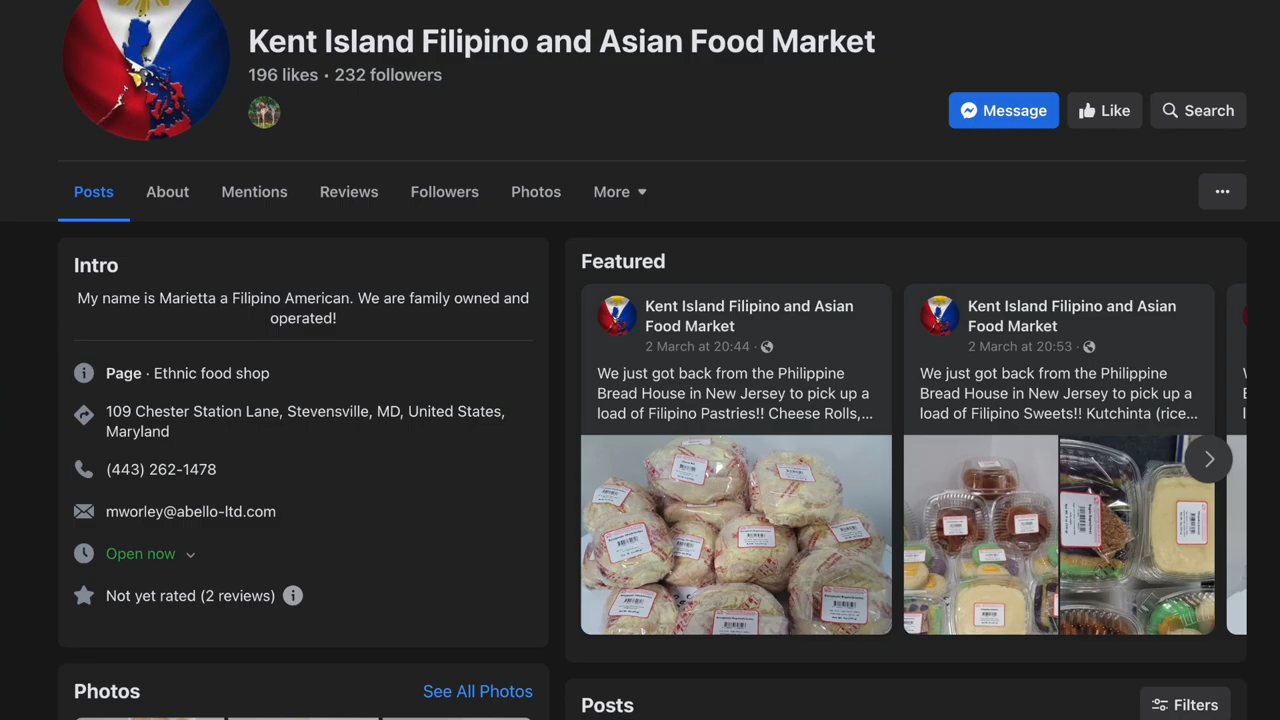 Kent Island Filipino and Asian Food Market
196 likes • 232 followers
Message
Like
Search
Posts
About
Mentions
Reviews
Followers
Photos
More
Intro
My name is Marietta a Filipino American. We are family owned and
operated!
Page · Ethnic food shop
109 Chester Station Lane, Stevensville, MD, United States,
Maryland
(443) 262-1478
mworley@abello-ltd.com
Open now
Not yet rated (2 reviews)
Photos
See All Photos
Featured
Kent Island Filipino and Asian
Food Market
2 March at 20:44 ·
We just got back from the Philippine
Bread House in New Jersey to pick up a
load of Filipino Pastries!! Cheese Rolls,...
Kent Island Filipino and Asian
Food Market
2 March at 20:53 ·
We just got back from the Philippine
Bread House in New Jersey to pick up a
load of Filipino Sweets!! Kutchinta (rice...
Posts
Filters